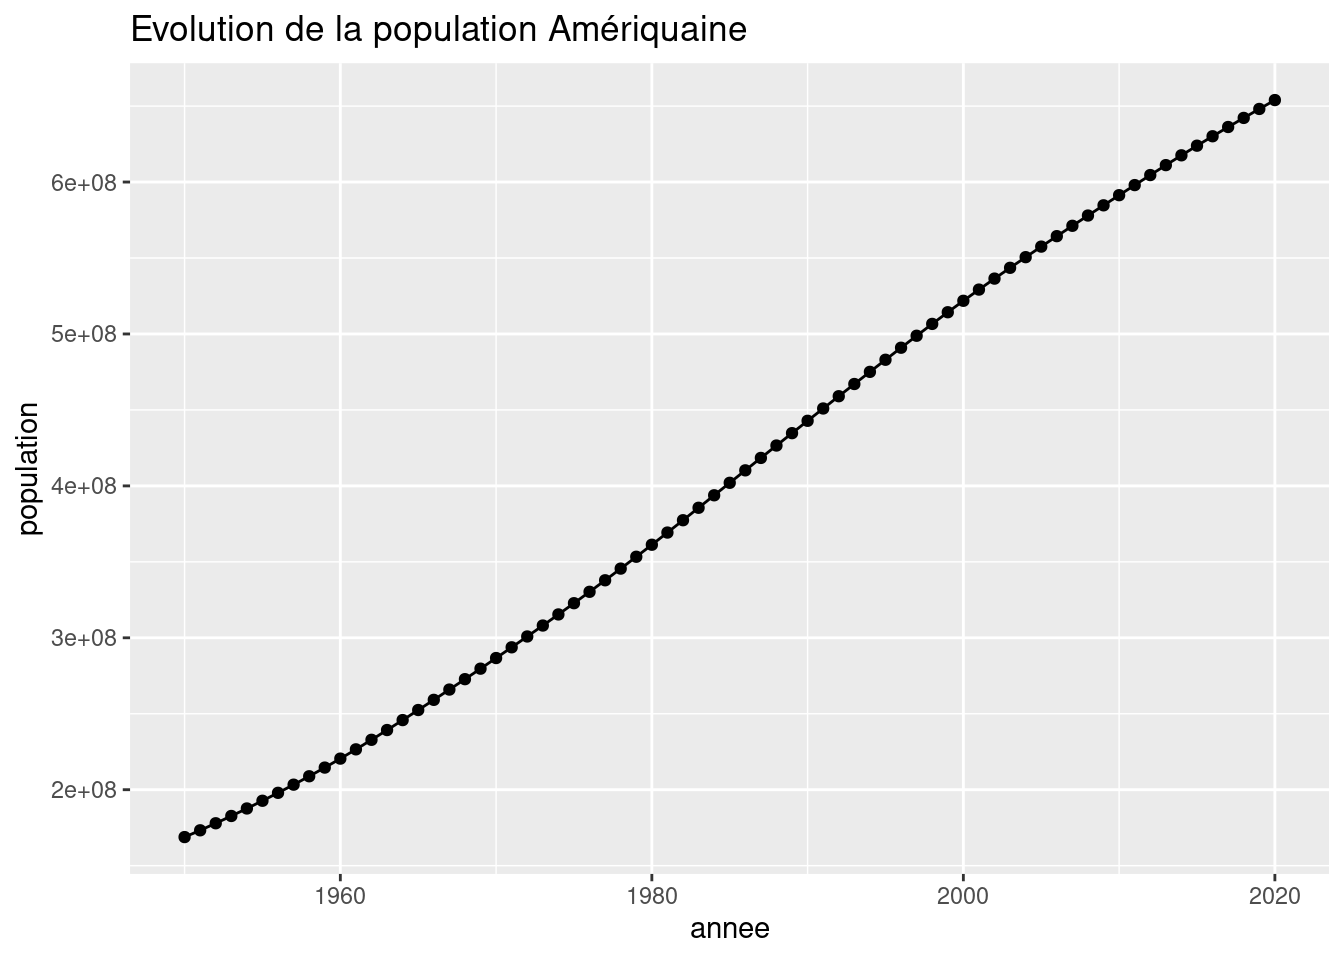 Evolution de la population Amériquaine
population
6e+08
5e+08
4e+08
3e+08
2e+08
1960 1980 2000 2020
annee